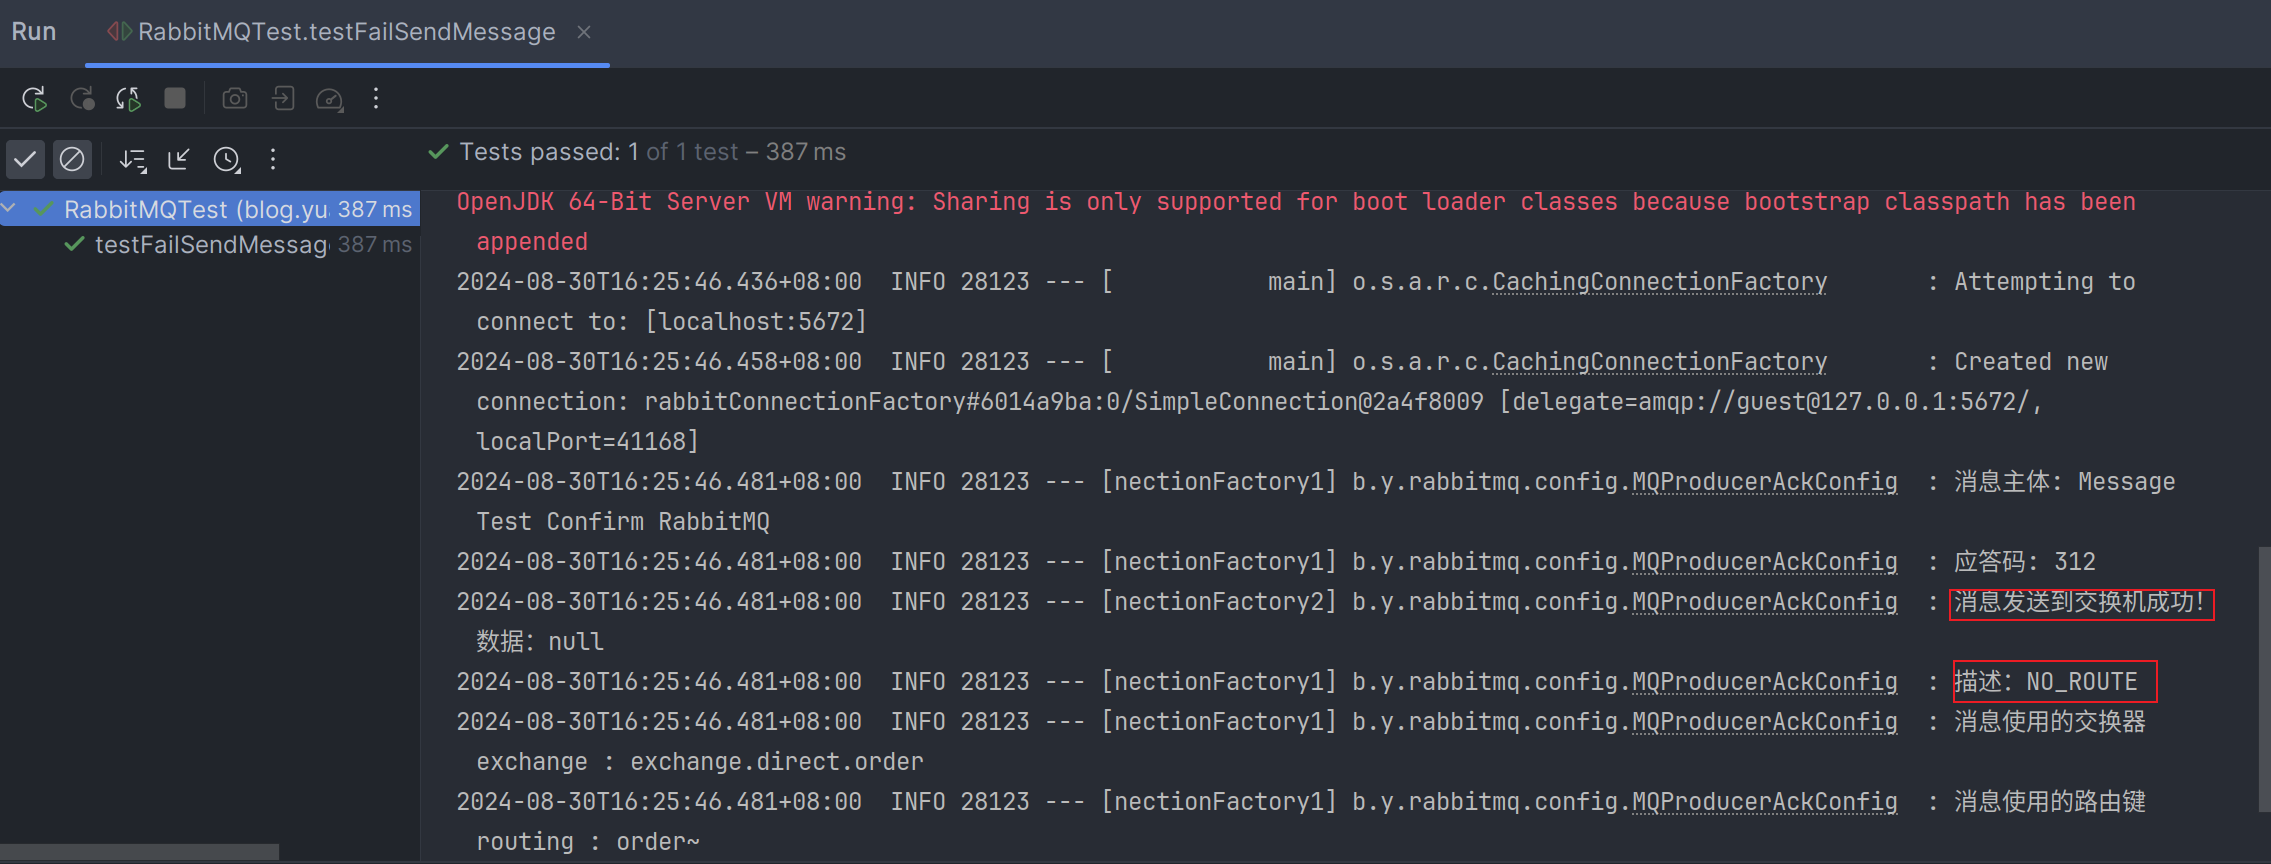 Run RabbitMQTest.testFailSendMessage
Tests passed: 1 of 1 test – 387 ms
RabbitMQTest (blog.yu 387 ms
testFailSendMessag 387 ms
OpenJDK 64-Bit Server VM warning: Sharing is only supported for boot loader classes because bootstrap classpath has been
appended
2024-08-30T16:25:46.436+08:00  INFO 28123 --- [           main] o.s.a.r.c.CachingConnectionFactory       : Attempting to
connect to: [localhost:5672]
2024-08-30T16:25:46.458+08:00  INFO 28123 --- [           main] o.s.a.r.c.CachingConnectionFactory       : Created new
connection: rabbitConnectionFactory#6014a9ba:0/SimpleConnection@2a4f8009 [delegate=amqp://guest@127.0.0.1:5672/,
localPort=41168]
2024-08-30T16:25:46.481+08:00  INFO 28123 --- [nectionFactory1] b.y.rabbitmq.config.MQProducerAckConfig  : 消息主体: Message
Test Confirm RabbitMQ
2024-08-30T16:25:46.481+08:00  INFO 28123 --- [nectionFactory1] b.y.rabbitmq.config.MQProducerAckConfig  : 应答码: 312
2024-08-30T16:25:46.481+08:00  INFO 28123 --- [nectionFactory2] b.y.rabbitmq.config.MQProducerAckConfig  : 消息发送到交换机成功！
数据：null
2024-08-30T16:25:46.481+08:00  INFO 28123 --- [nectionFactory1] b.y.rabbitmq.config.MQProducerAckConfig  : 描述：NO_ROUTE
2024-08-30T16:25:46.481+08:00  INFO 28123 --- [nectionFactory1] b.y.rabbitmq.config.MQProducerAckConfig  : 消息使用的交换器
exchange : exchange.direct.order
2024-08-30T16:25:46.481+08:00  INFO 28123 --- [nectionFactory1] b.y.rabbitmq.config.MQProducerAckConfig  : 消息使用的路由键
routing : order~